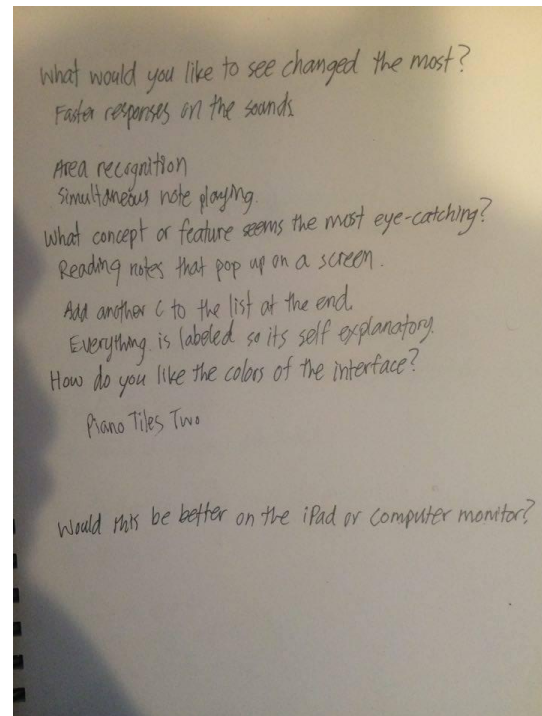 What would you like to see changed the most?
Faster responses on the sounds
Area recognition
Simultaneous note playing.
What concept or feature seems the most eye-catching?
Reading notes that pop up on a screen.
Add another C to the list at the end.
Everything is labeled so its self explanatory.
How do you like the colors of the interface?
Piano Tiles Two
Would this be better on the iPad or computer monitor?